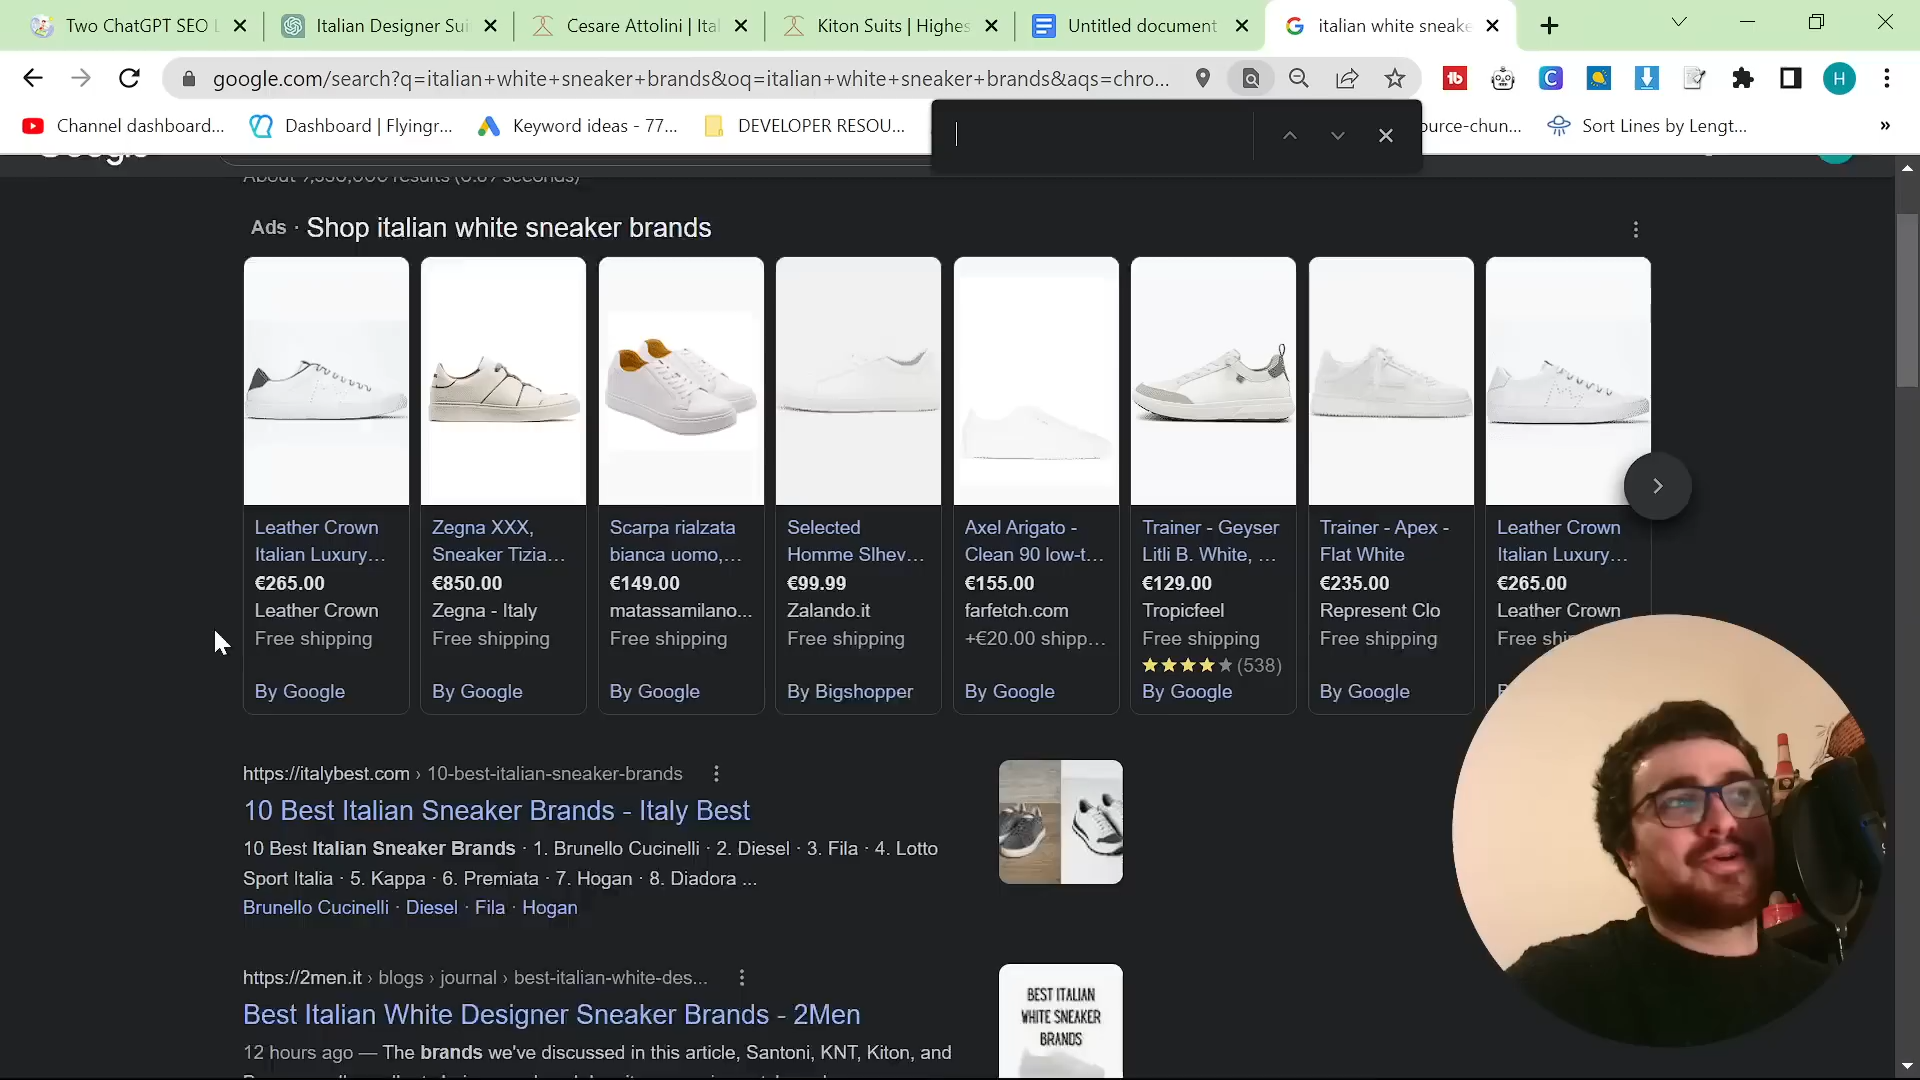 Two ChatGPT SEO L
Italian Designer Sui
Cesare Attolini | Ital
Kiton Suits | Highes
Untitled document
italian white sneake
google.com/search?q=italian+white+sneaker+brands&oq=italian+white+sneaker+brands&aqs=chro...
H
Channel dashboard...
Dashboard | Flyingr...
Keyword ideas - 77...
DEVELOPER RESOU...
ource-chun...
Sort Lines by Lengt...
»
Ads · Shop italian white sneaker brands
Leather Crown
Italian Luxury...
€265.00
Leather Crown
Free shipping
By Google
Zegna XXX,
Sneaker Tizia...
€850.00
Zegna - Italy
Free shipping
By Google
Scarpa rialzata
bianca uomo,...
€149.00
matassamilano...
Free shipping
By Google
Selected
Homme Slhev...
€99.99
Zalando.it
Free shipping
By Bigshopper
Axel Arigato -
Clean 90 low-t...
€155.00
farfetch.com
+€20.00 shipp...
By Google
Trainer - Geyser
Litli B. White, ...
€129.00
Tropicfeel
Free shipping
(538)
By Google
Trainer - Apex -
Flat White
€235.00
Represent Clo
Free shipping
By Google
Leather Crown
Italian Luxury...
€265.00
Leather Crown
Free shi
https://italybest.com › 10-best-italian-sneaker-brands
10 Best Italian Sneaker Brands - Italy Best
10 Best Italian Sneaker Brands · 1. Brunello Cucinelli · 2. Diesel · 3. Fila · 4. Lotto
Sport Italia · 5. Kappa · 6. Premiata · 7. Hogan · 8. Diadora ...
Brunello Cucinelli · Diesel · Fila · Hogan
https://2men.it › blogs › journal › best-italian-white-des...
Best Italian White Designer Sneaker Brands - 2Men
12 hours ago — The brands we've discussed in this article, Santoni, KNT, Kiton, and
BEST ITALIAN
WHITE SNEAKER
BRANDS